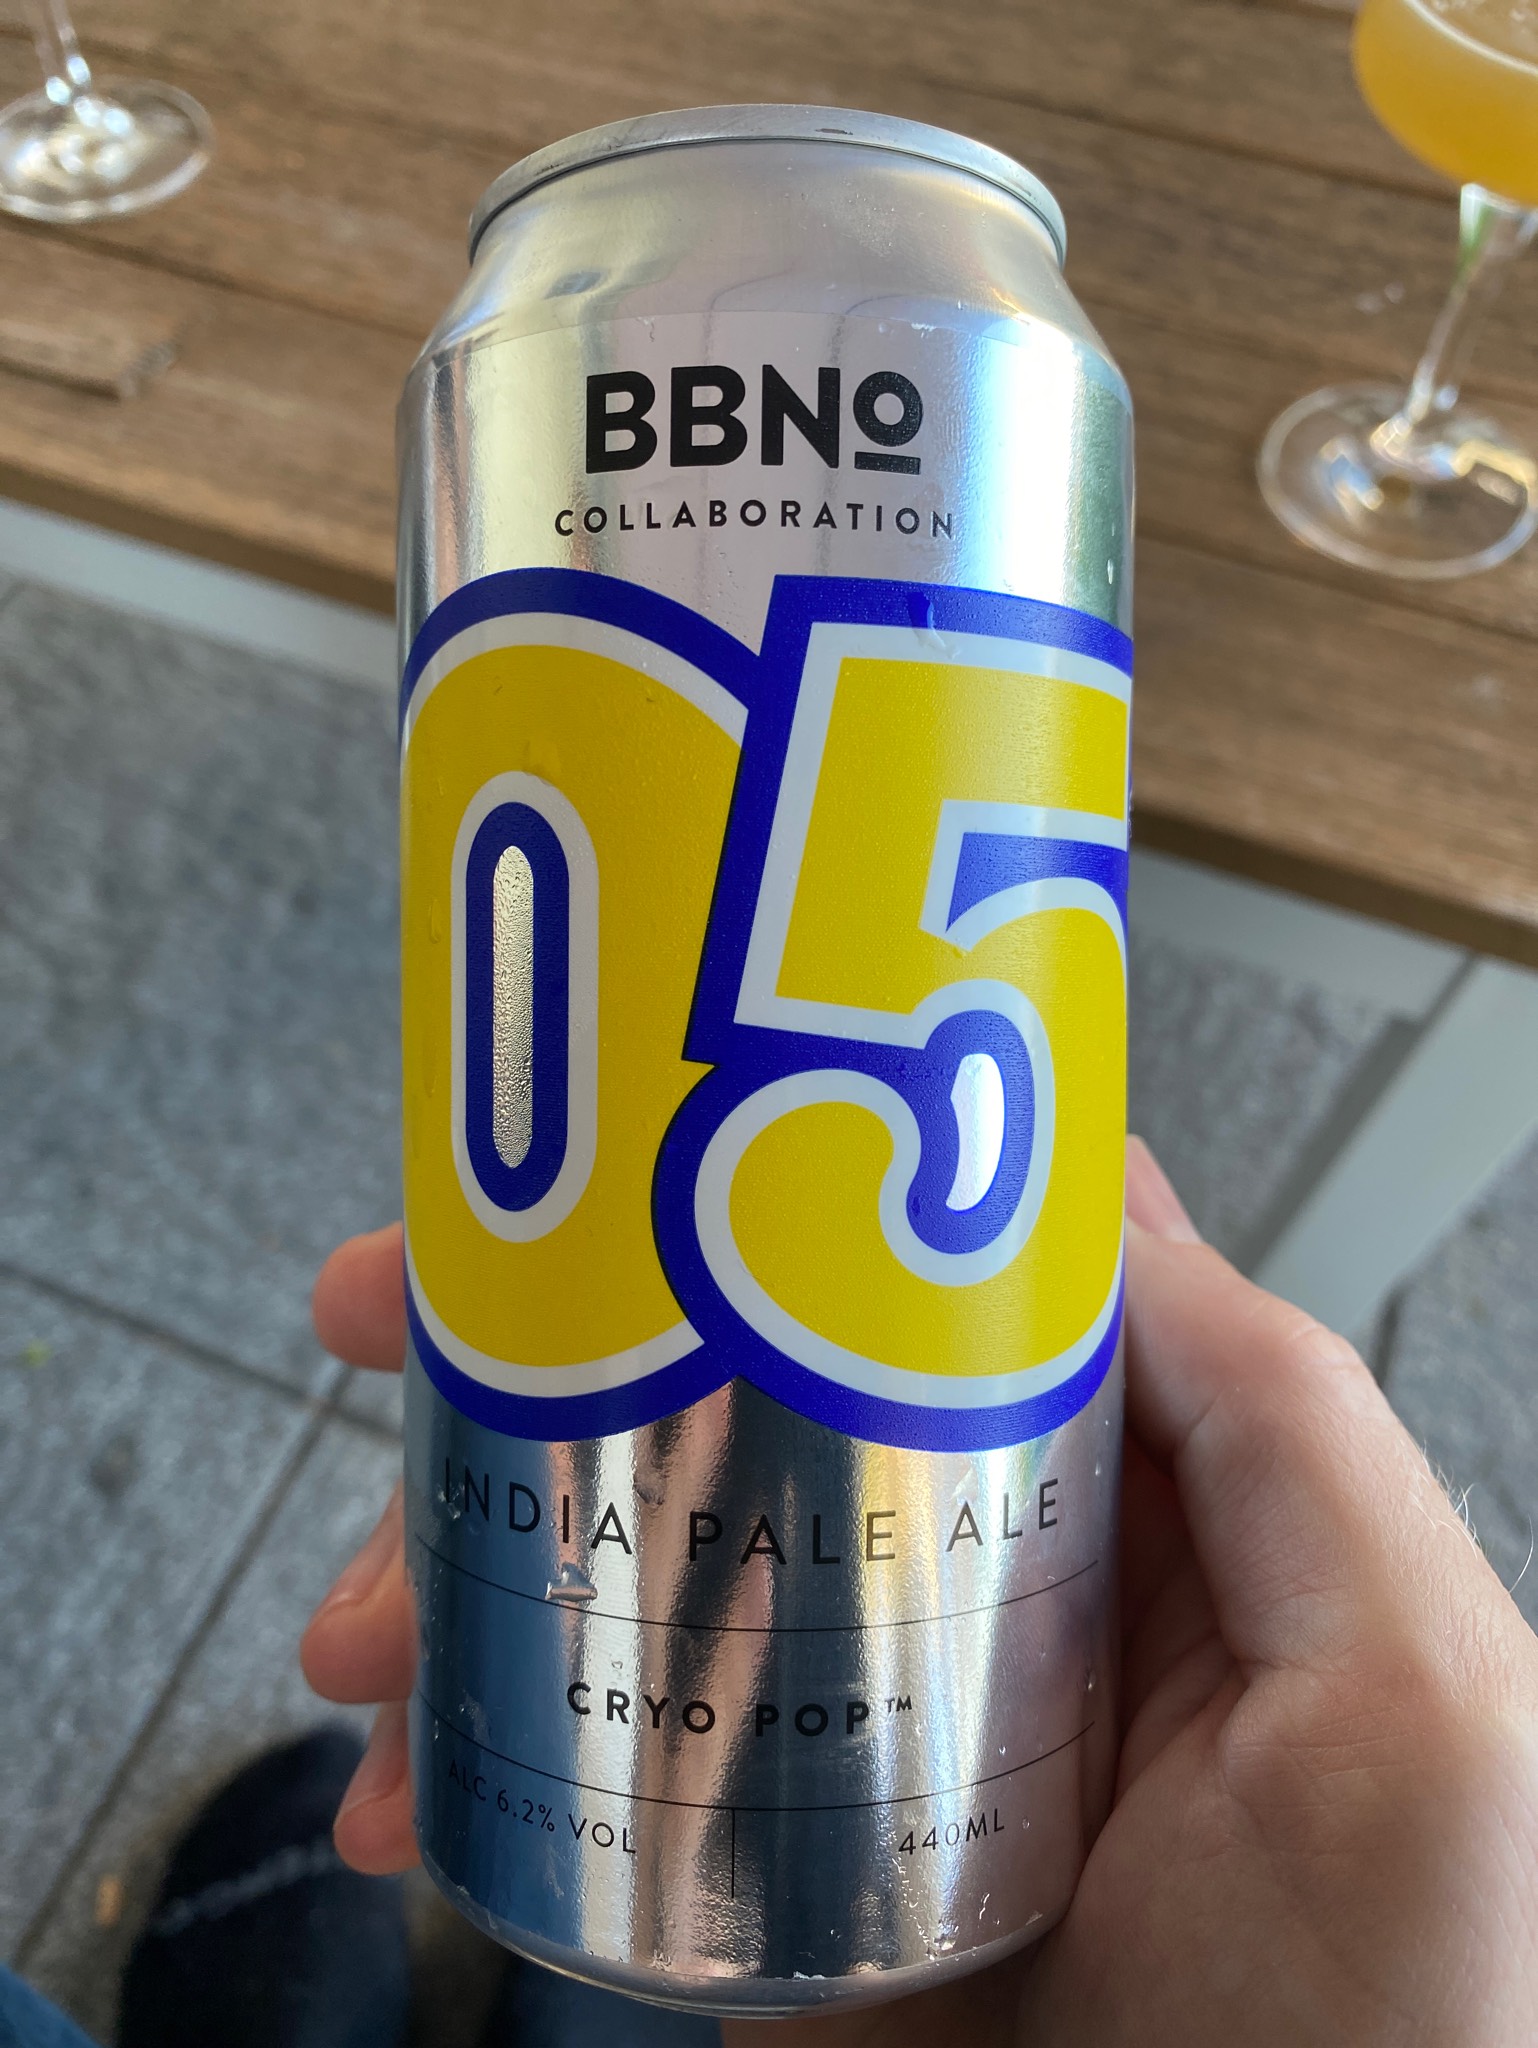 BBNO
COLLABORATION
05
INDIA PALE ALE
CRYO POP™
ALC 6.2% VOL
440ML